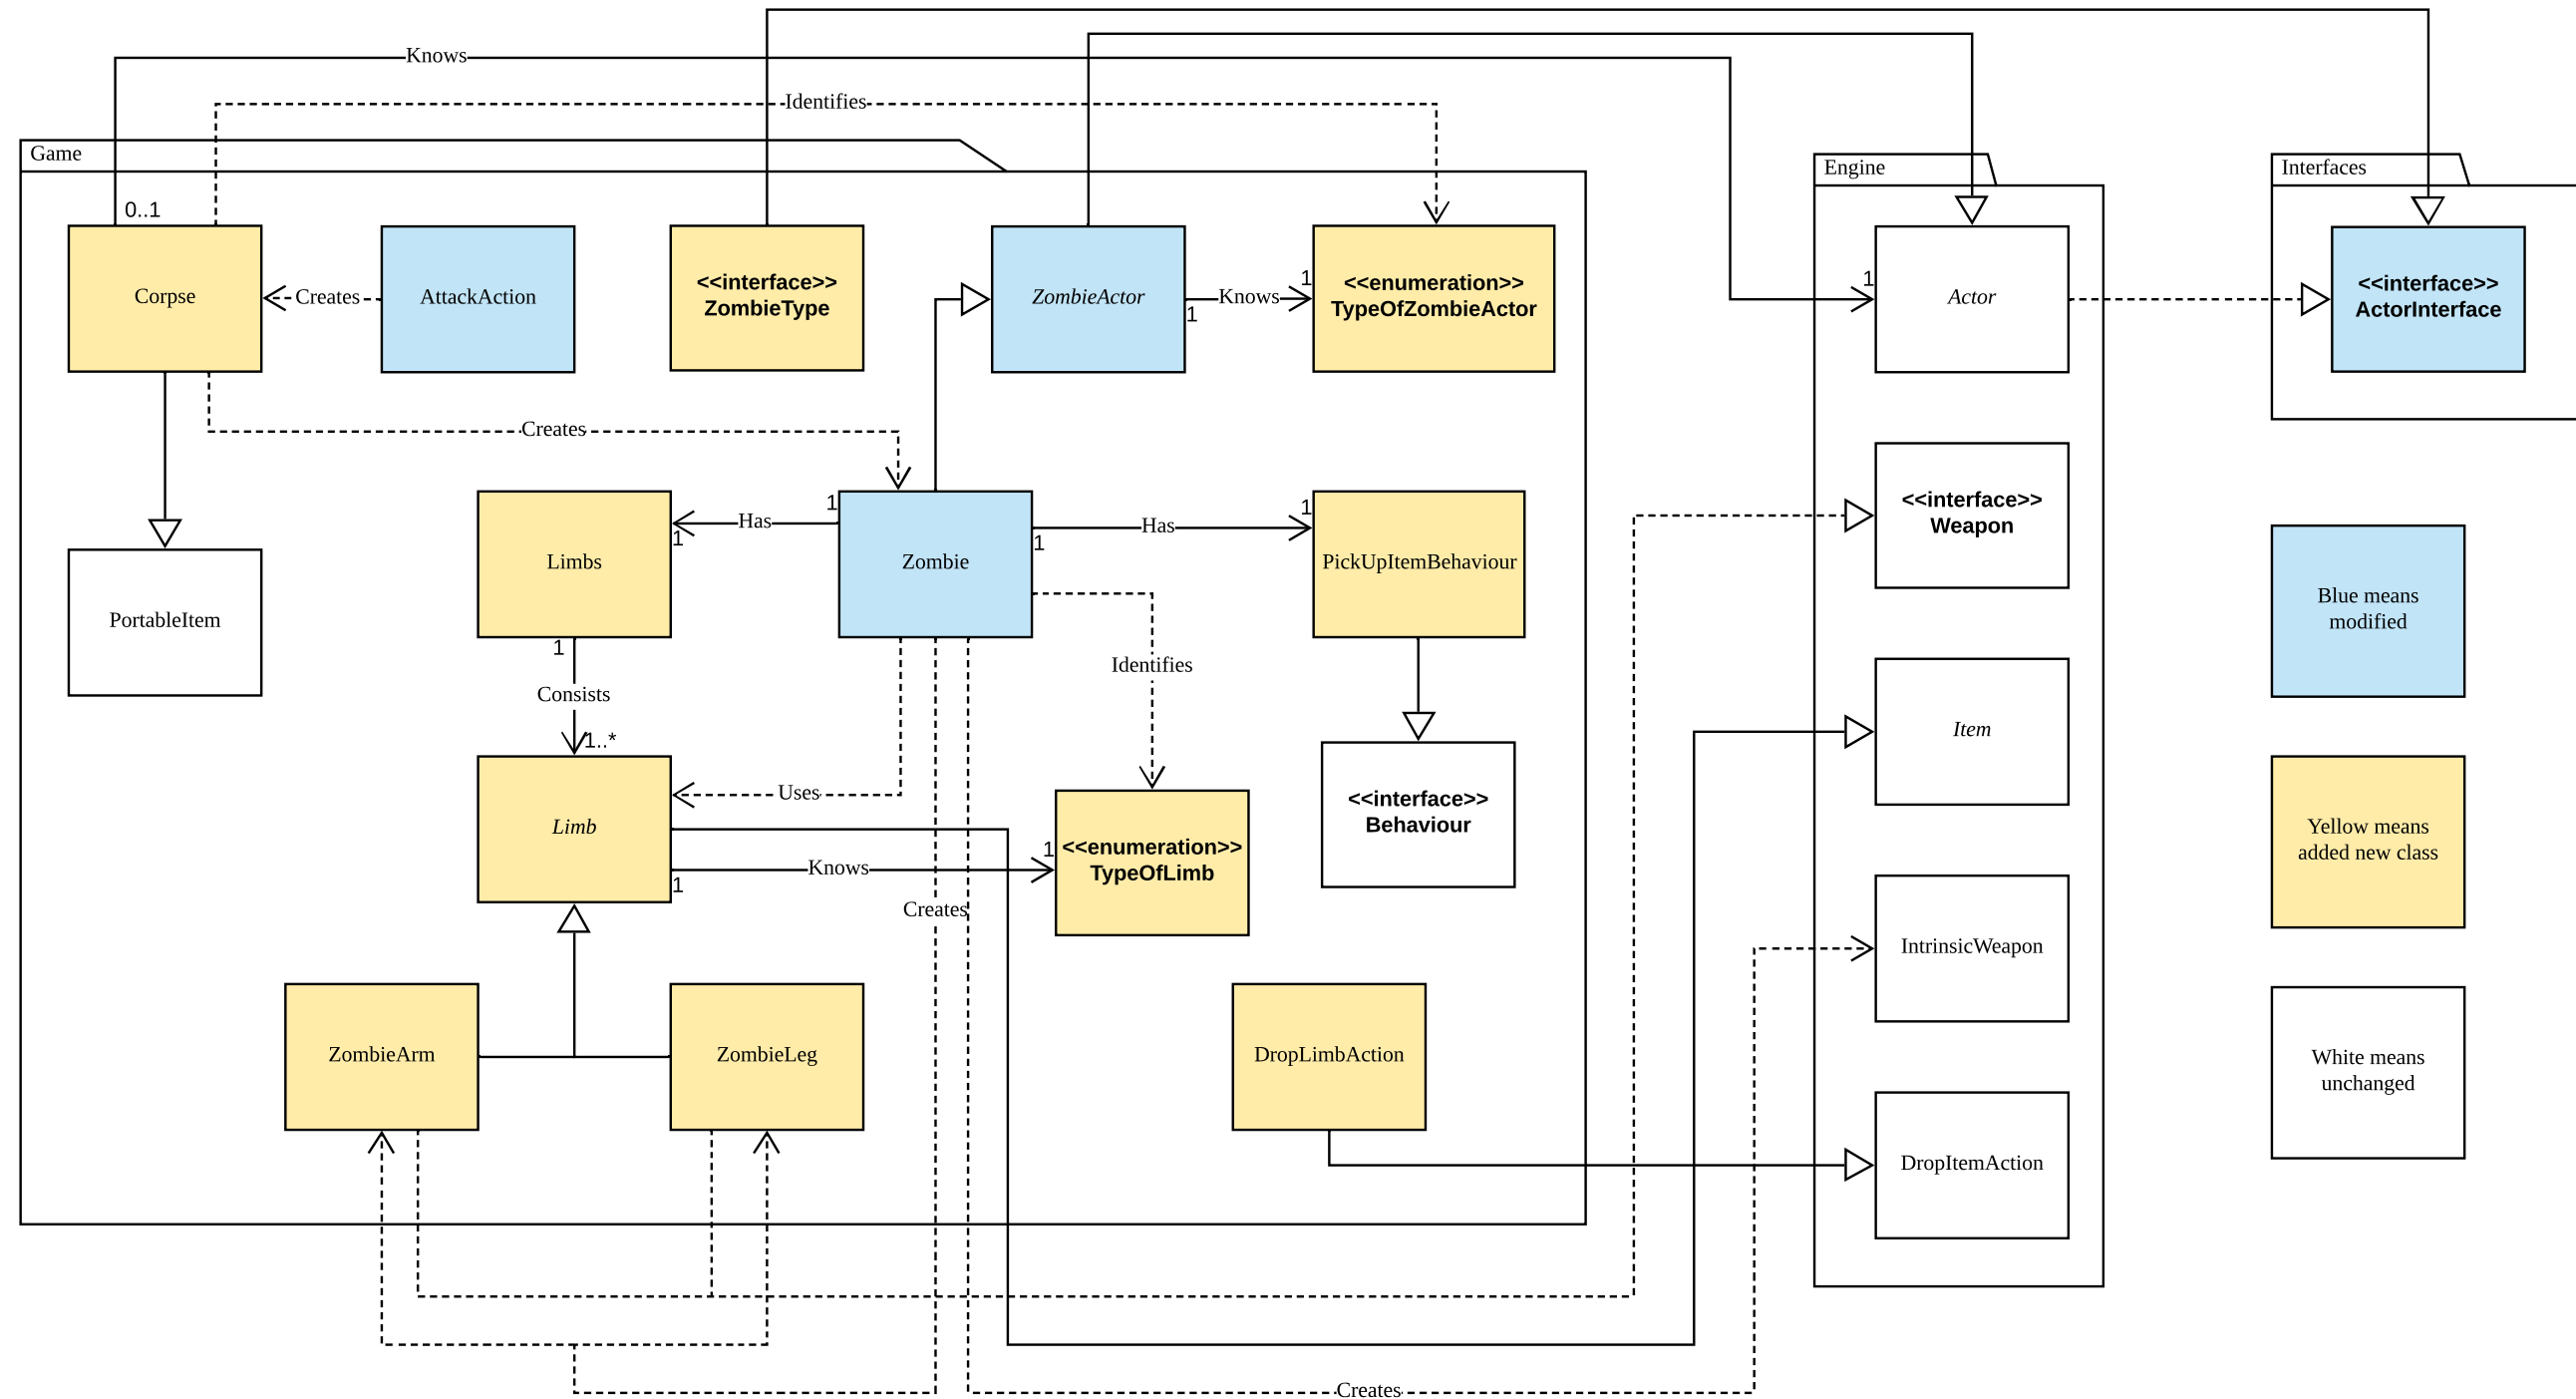 Knows
Identifies
Game
Engine
Interfaces
0..1
Corpse
Creates
AttackAction
<<interface>>
ZombieType
ZombieActor
1
Knows
1
<<enumeration>>
TypeOfZombieActor
1
Actor
<<interface>>
ActorInterface
Creates
Limbs
1
Has
1
Zombie
1
Has
1
PickUpItemBehaviour
<<interface>>
Weapon
PortableItem
Blue means
modified
1
Consists
1..*
Identifies
Item
Uses
Limb
1
Knows
1
<<enumeration>>
TypeOfLimb
<<interface>>
Behaviour
Yellow means
added new class
Creates
IntrinsicWeapon
ZombieArm
ZombieLeg
DropLimbAction
White means
unchanged
DropItemAction
Creates